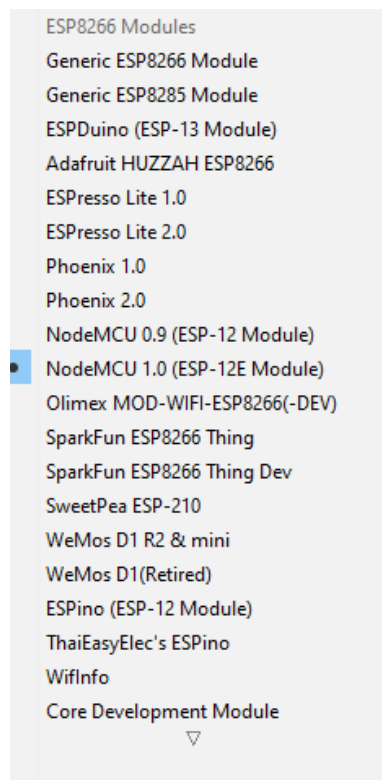 ESP8266 Modules
Generic ESP8266 Module
Generic ESP8285 Module
ESPDuino (ESP-13 Module)
Adafruit HUZZAH ESP8266
ESPresso Lite 1.0
ESPresso Lite 2.0
Phoenix 1.0
Phoenix 2.0
NodeMCU 0.9 (ESP-12 Module)
NodeMCU 1.0 (ESP-12E Module)
Olimex MOD-WIFI-ESP8266(-DEV)
SparkFun ESP8266 Thing
SparkFun ESP8266 Thing Dev
SweetPea ESP-210
WeMos D1 R2 & mini
WeMos D1(Retired)
ESPino (ESP-12 Module)
ThaiEasyElec's ESPino
WifInfo
Core Development Module